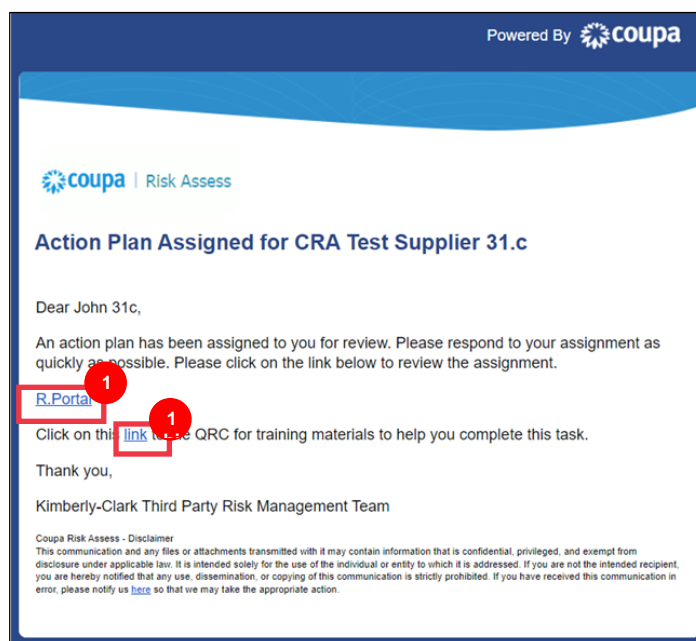 Powered By coupa
coupa | Risk Assess
Action Plan Assigned for CRA Test Supplier 31.c
Dear John 31c,
An action plan has been assigned to you for review. Please respond to your assignment as
quickly as possible. Please click on the link below to review the assignment.
1
R.Portal
1
Click on this link to the QRC for training materials to help you complete this task.
Thank you,
Kimberly-Clark Third Party Risk Management Team
Coupa Risk Assess - Disclaimer
This communication and any files or attachments transmitted with it may contain information that is confidential, privileged, and exempt from
disclosure under applicable law. It is intended solely for the use of the individual or entity to which it is addressed. If you are not the intended recipient,
you are hereby notified that any use, dissemination, or copying of this communication is strictly prohibited. If you have received this communication in
error, please notify us here so that we may take the appropriate action.